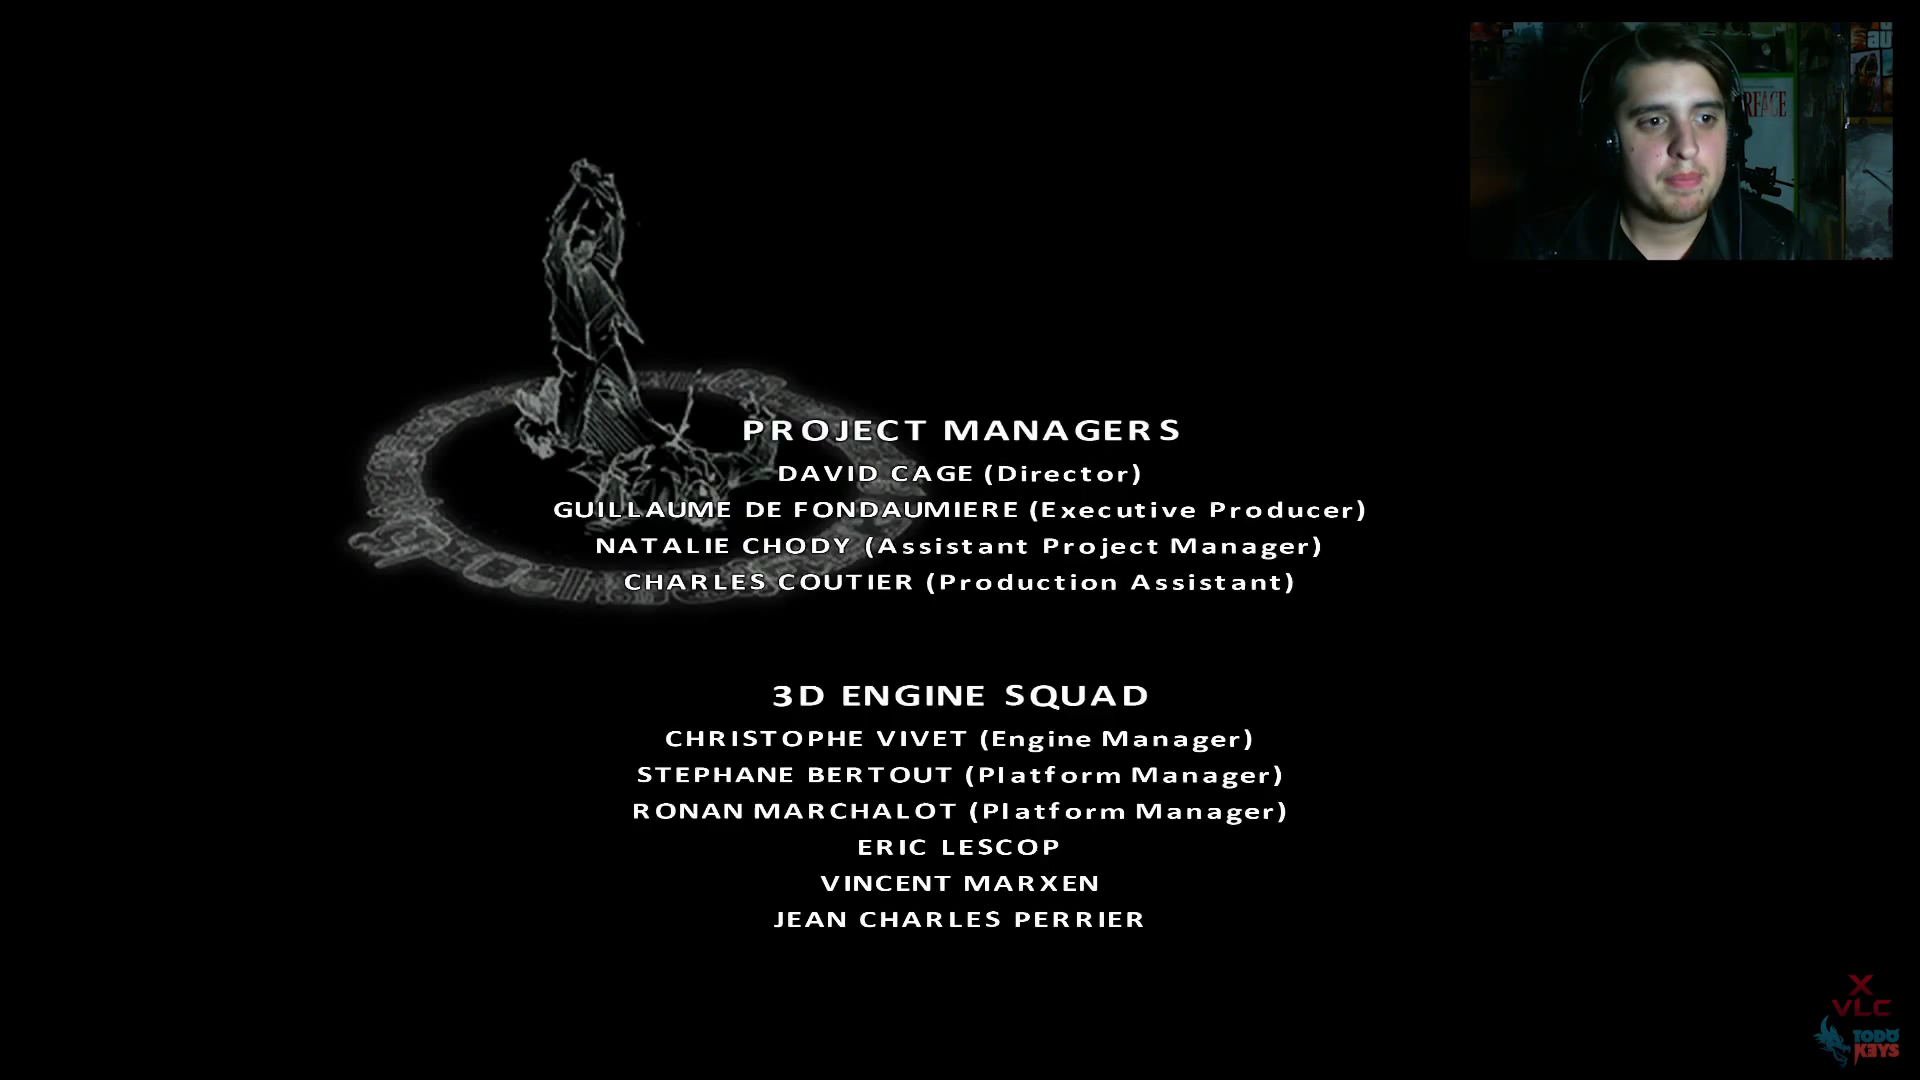 PROJECT MANAGERS
DAVID CAGE (Director)
GUILLAUME DE FONDAUMIERE (Executive Producer)
NATALIE CHODY (Assistant Project Manager)
CHARLES COUTIER (Production Assistant)
3D ENGINE SQUAD
CHRISTOPHE VIVET (Engine Manager)
STEPHANE BERTOUT (Platform Manager)
RONAN MARCHALOT (Platform Manager)
ERIC LESCOP
VINCENT MARXEN
JEAN CHARLES PERRIER
RFACE
X
VLC
TODO
KEYS